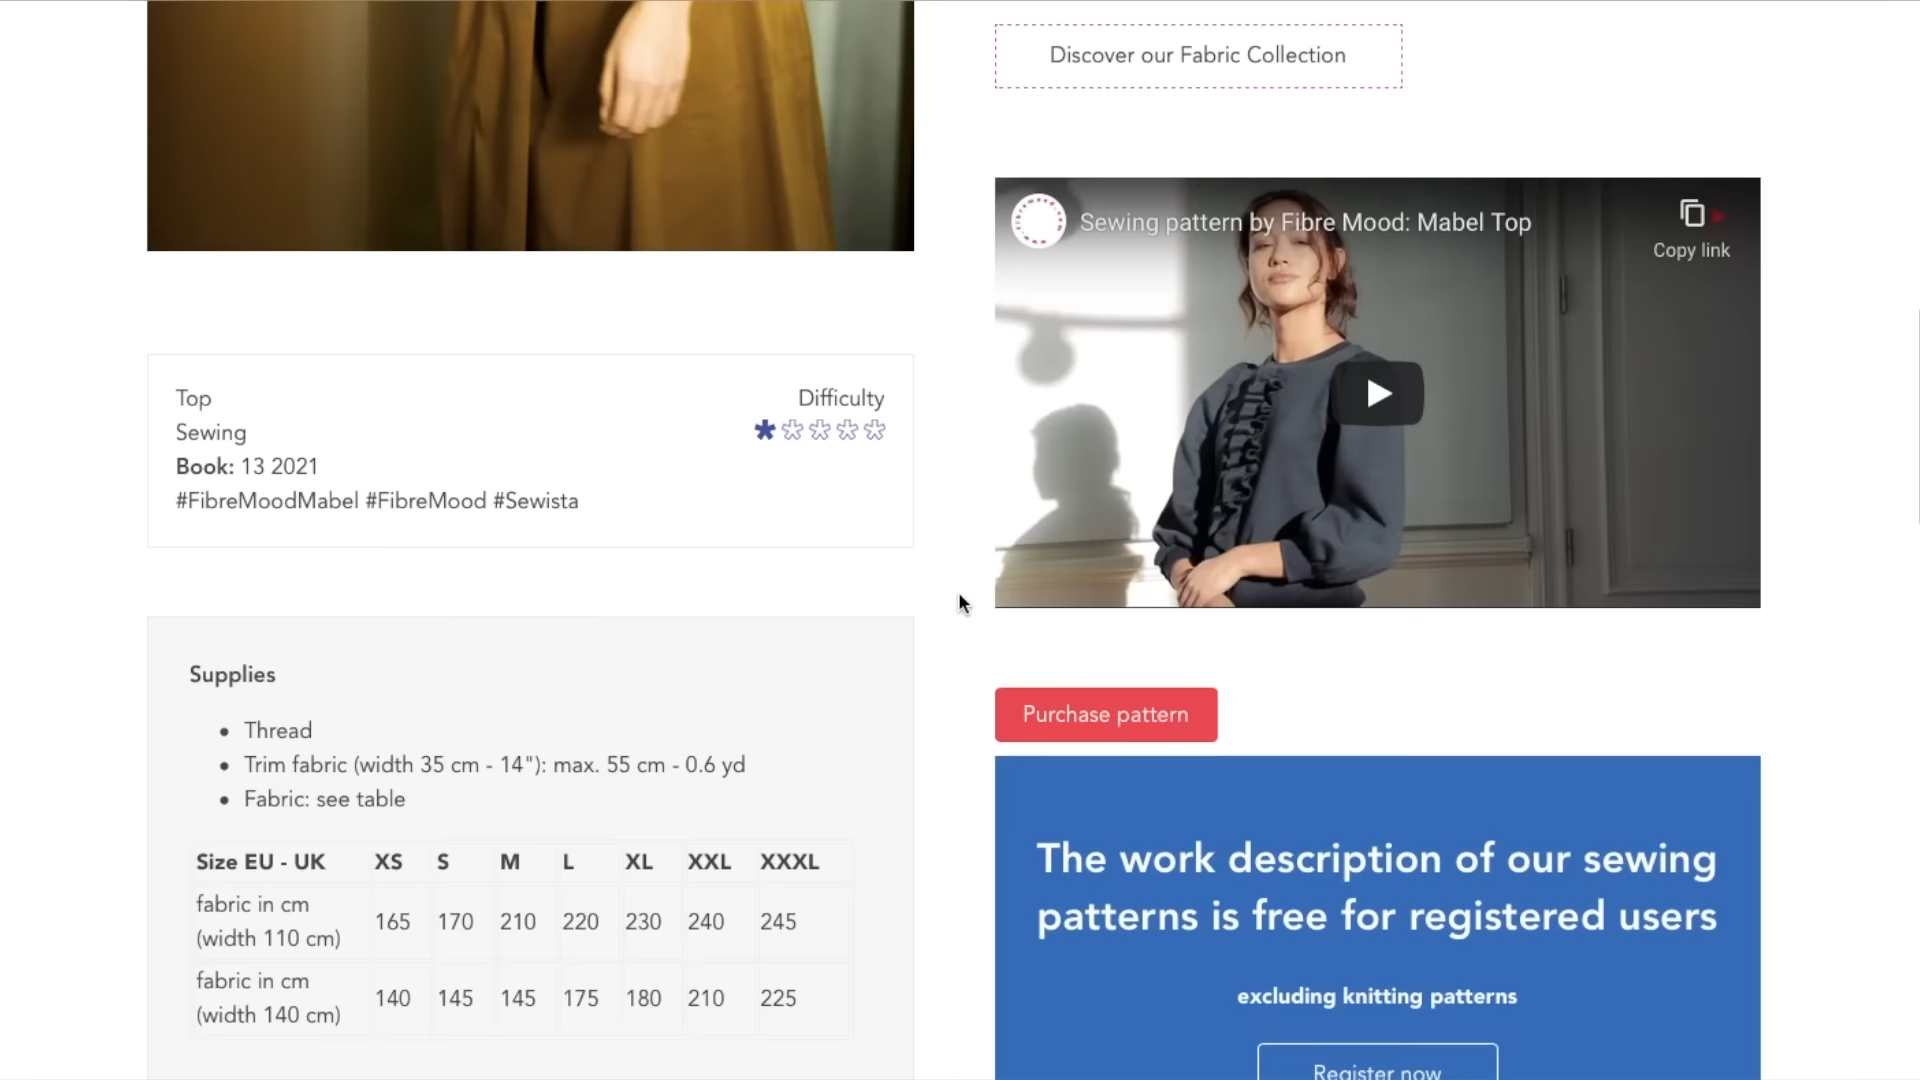 Discover our Fabric Collection
Sewing pattern by Fibre Mood: Mabel Top
Copy link
Top
Difficulty
Sewing
Book: 13 2021
#FibreMoodMabel #FibreMood #Sewista
Supplies
Thread
Trim fabric (width 35 cm - 14"): max. 55 cm - 0.6 yd
Fabric: see table
Size EU - UK XS S M L XL XXL XXXL
fabric in cm
(width 110 cm)
165 170 210 220 230 240 245
fabric in cm
(width 140 cm)
140 145 145 175 180 210 225
Purchase pattern
The work description of our sewing
patterns is free for registered users
excluding knitting patterns
Register now